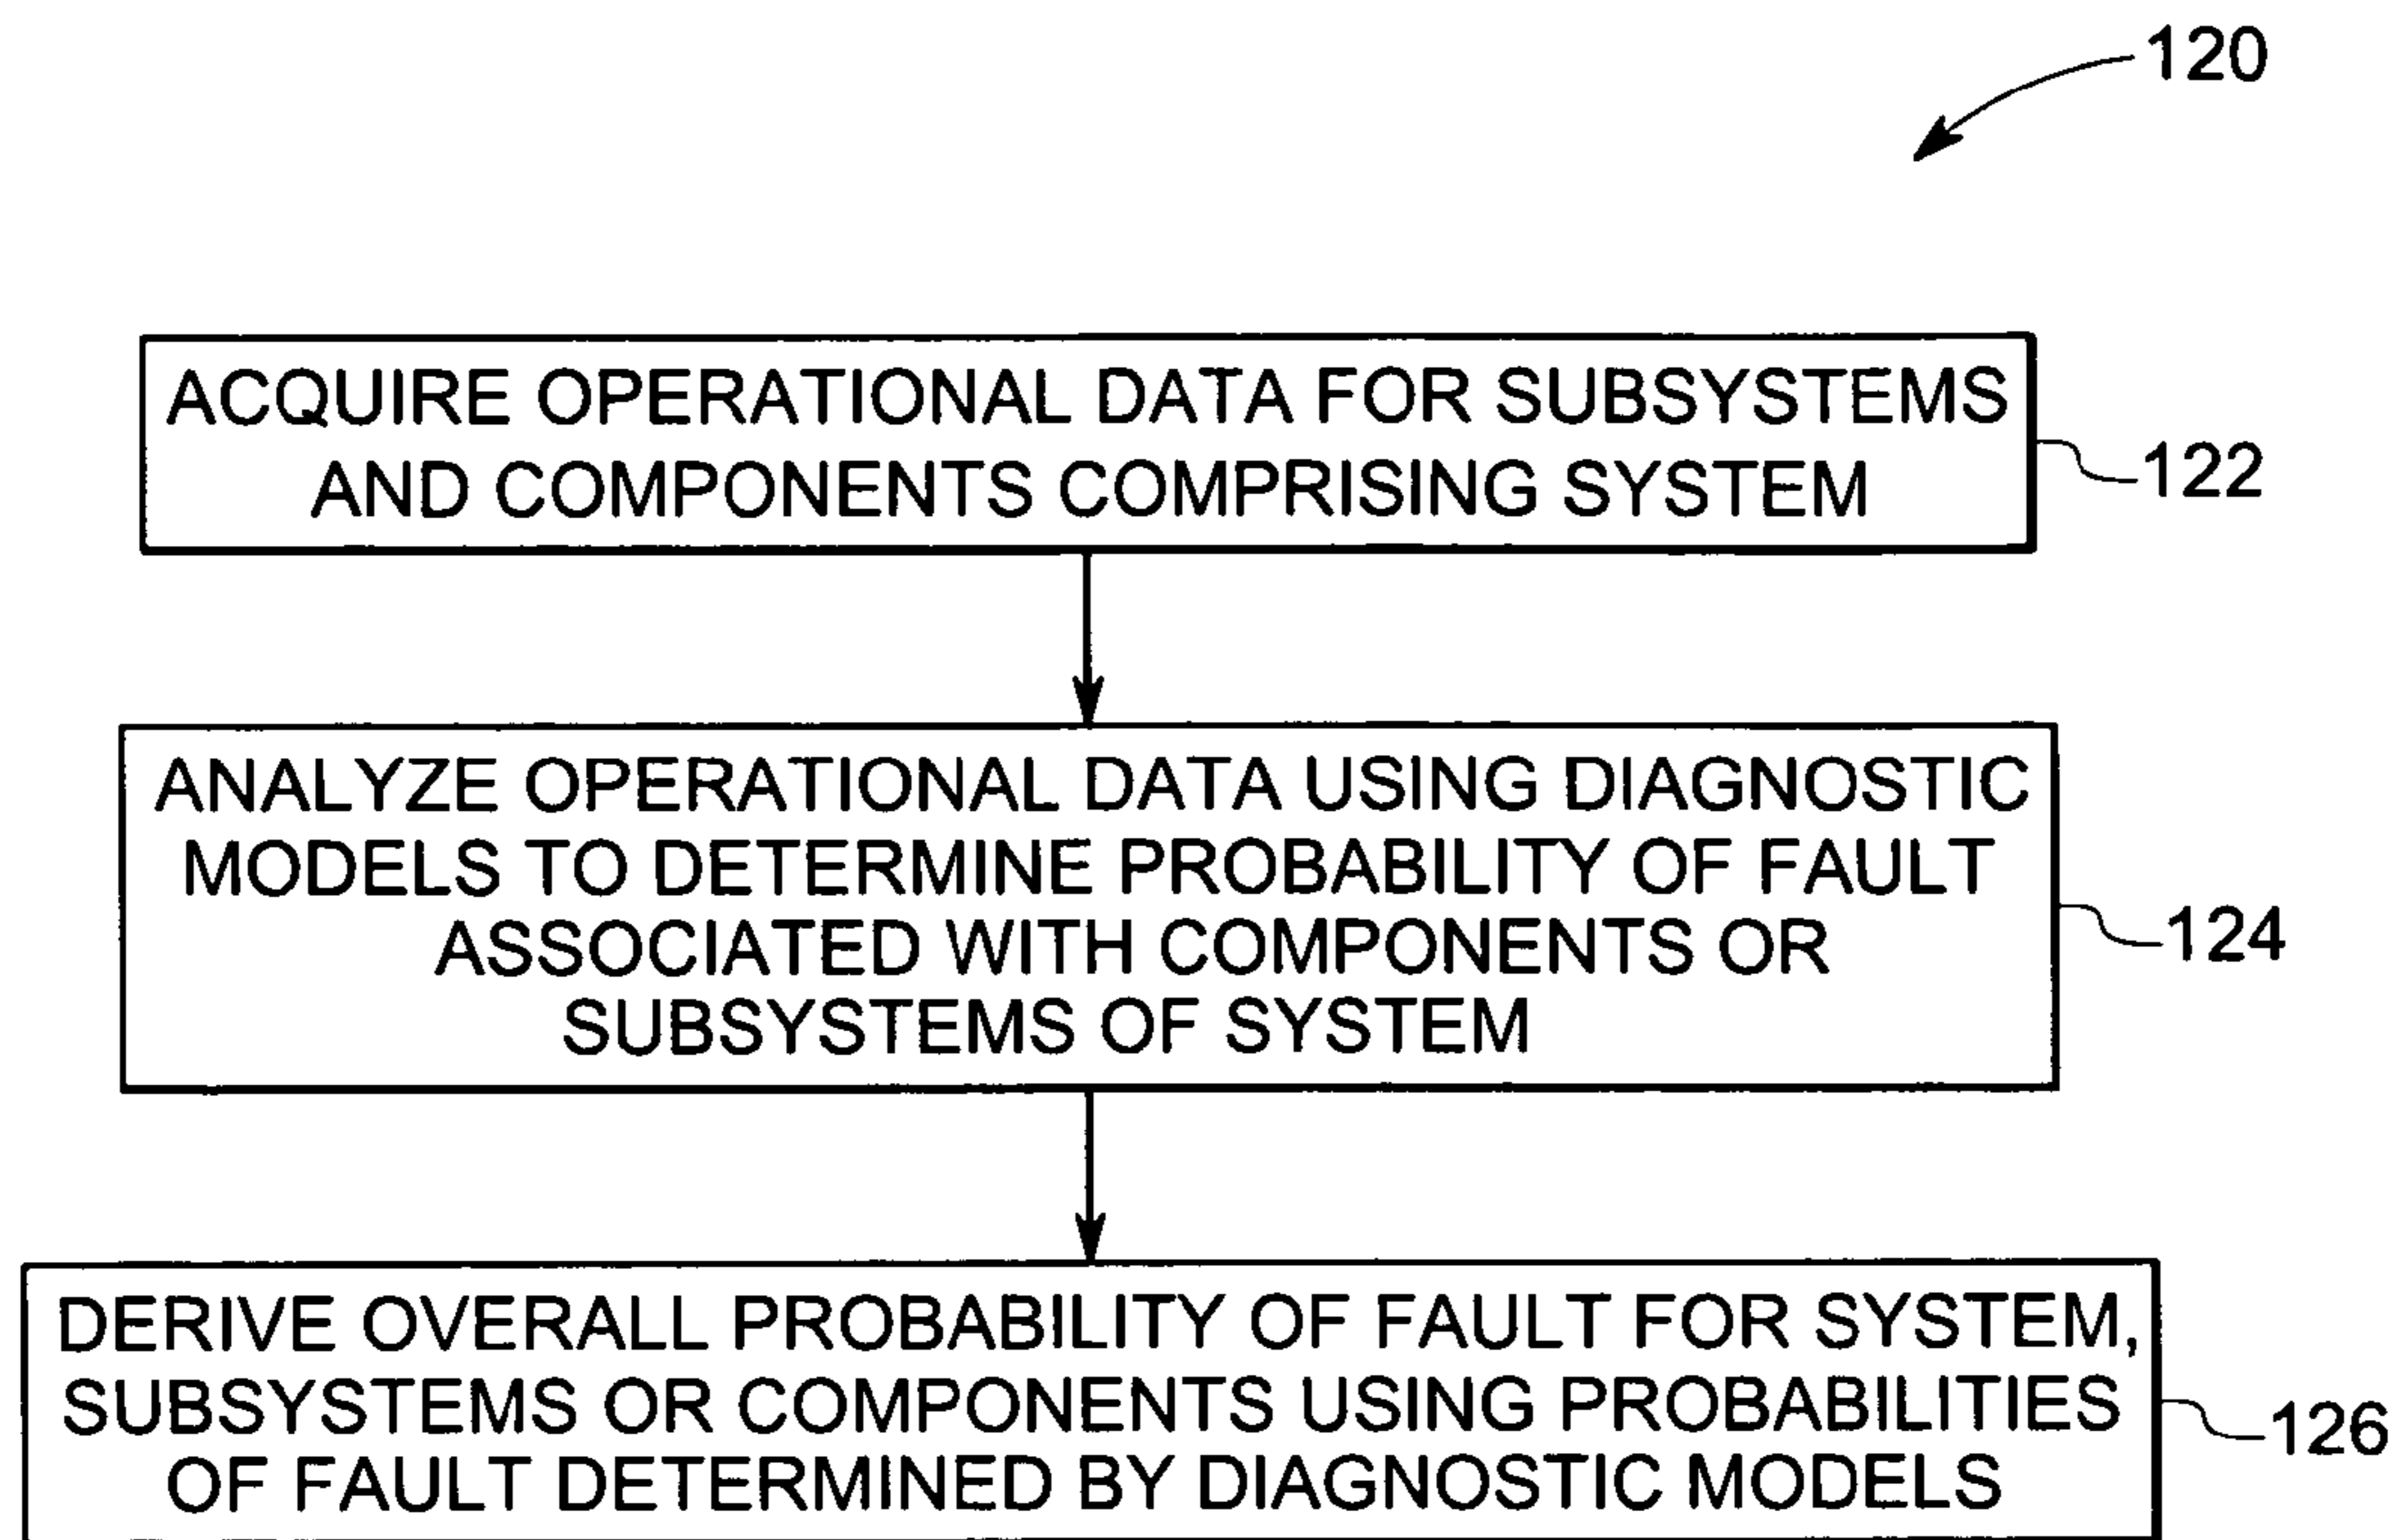 120
ACQUIRE OPERATIONAL DATA FOR SUBSYSTEMS
AND COMPONENTS COMPRISING SYSTEM
122
ANALYZE OPERATIONAL DATA USING DIAGNOSTIC
MODELS TO DETERMINE PROBABILITY OF FAULT
ASSOCIATED WITH COMPONENTS OR
SUBSYSTEMS OF SYSTEM
124
DERIVE OVERALL PROBABILITY OF FAULT FOR SYSTEM,
SUBSYSTEMS OR COMPONENTS USING PROBABILITIES
OF FAULT DETERMINED BY DIAGNOSTIC MODELS
126